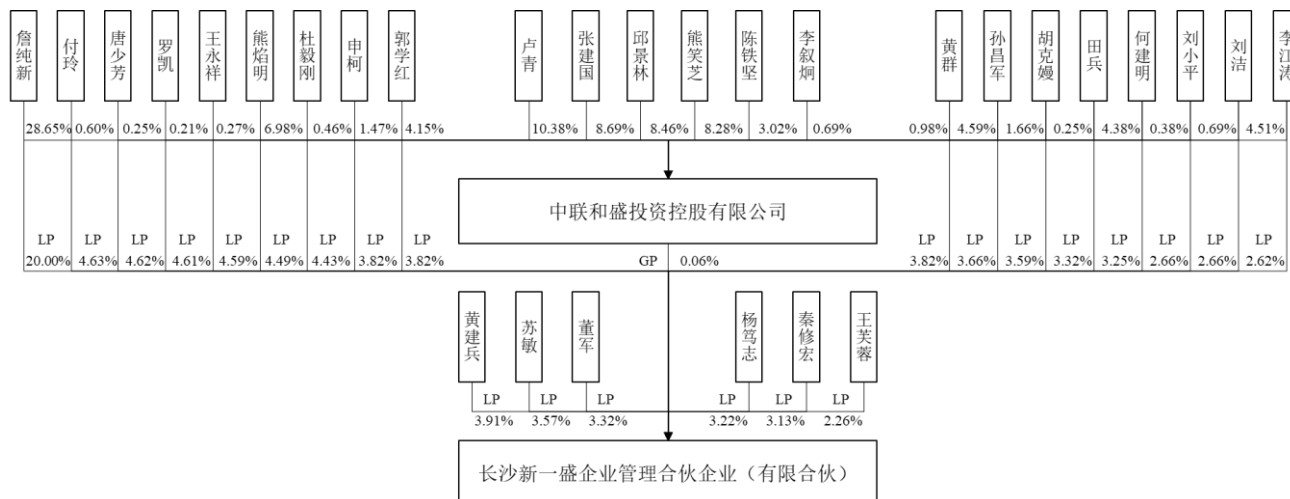 詹纯新
付玲
唐少芳
罗凯
王永祥
熊焰明
杜毅刚
申柯
郭学红
卢青
张建国
邱景林
熊笑芝
陈铁坚
李叙炯
黄群
孙昌军
胡克嫚
田兵
何建明
刘小平
刘洁
李江涛
28.65% 0.60% 0.25% 0.21% 0.27% 6.98% 0.46% 1.47% 4.15% 10.38% 8.69% 8.46% 8.28% 3.02% 0.69% 0.98% 4.59% 1.66% 0.25% 4.38% 0.38% 0.69% 4.51%
中联和盛投资控股有限公司
LP LP LP LP LP LP LP LP LP LP LP LP LP LP LP LP LP
20.00% 4.63% 4.62% 4.61% 4.59% 4.49% 4.43% 3.82% 3.82% GP 0.06% 3.82% 3.66% 3.59% 3.32% 3.25% 2.66% 2.66% 2.62%
黄建兵
苏敏
董军
杨笃志
秦修宏
王芙蓉
LP LP LP LP LP LP
3.91% 3.57% 3.32% 3.22% 3.13% 2.26%
长沙新一盛企业管理合伙企业（有限合伙）